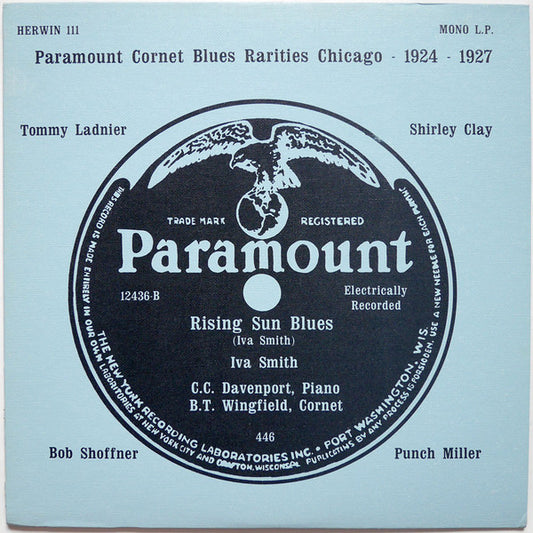 HERWIN 111
MONO L.P.
Paramount Cornet Blues Rarities Chicago - 1924 - 1927
Tommy Ladnier
Shirley Clay
TRADE MARK
REGISTERED
Paramount
12436-B
Electrically
Recorded
Rising Sun Blues
(Iva Smith)
Iva Smith
C.C. Davenport, Piano
B.T. Wingfield, Cornet
446
THIS RECORD IS MADE ENTIRELY IN OUR OWN
LABORATORIES AT NEW YORK CITY AND GRAFTON, WISCONSIN
THE NEW YORK RECORDING LABORATORIES INC. • PORT WASHINGTON, WIS.
USE A NEW NEEDLE FOR EACH PLAYING
PUBLICATION BY ANY PROCESS IS FORBIDDEN.
Bob Shoffner
Punch Miller